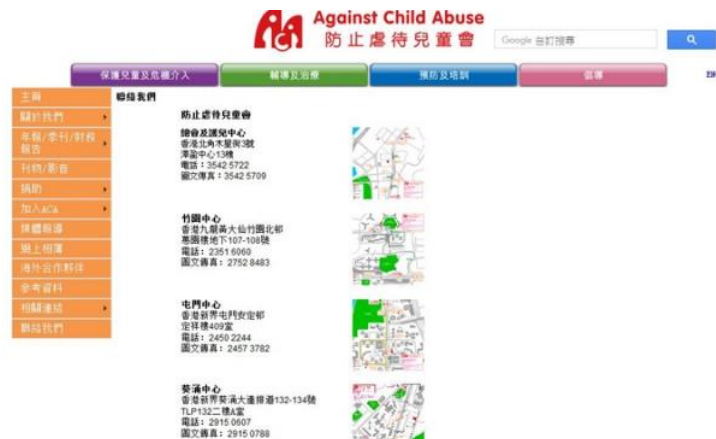 Against Child Abuse
防止虐待兒童會
Google 自訂搜尋
保護兒童及危機介入
輔導及治療
預防及培訓
倡導
主頁
關於我們
年報/季刊/財務
報告
刊物/影音
捐助
加入ACA
媒體報導
網上相簿
海外合作夥伴
參考資料
相關連結
聯絡我們
聯絡我們
防止虐待兒童會
總會及護兒中心
香港北角木星街3號
澤盈中心13樓
電話：3542 5722
圖文傳真：3542 5709
竹園中心
香港九龍黃大仙竹園北邨
蕙園樓地下107-108號
電話： 2351 6060
圖文傳真： 2752 8483
屯門中心
香港新界屯門安定邨
定祥樓409室
電話： 2450 2244
圖文傳真： 2457 3782
葵涌中心
香港新界葵涌大連排道132-134號
TLP132二樓A室
電話： 2915 0607
圖文傳真： 2915 0788